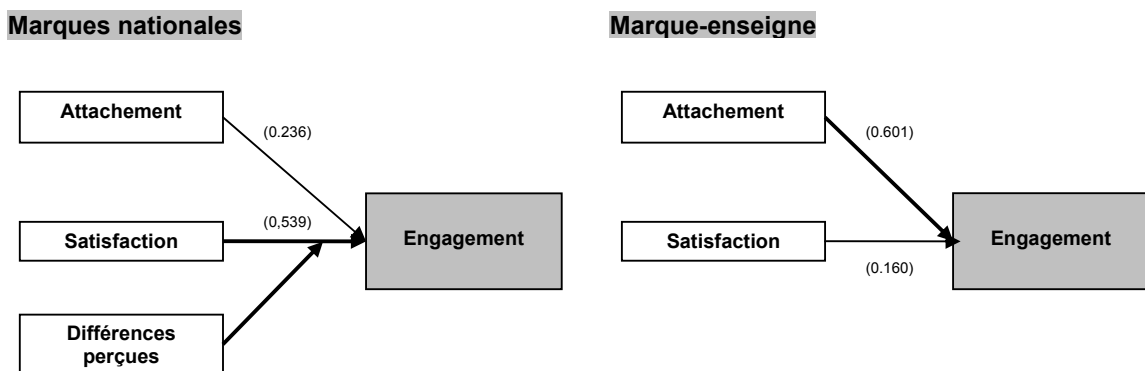 Marques nationales
Attachement
(0.236)
Satisfaction
(0,539)
Engagement
Différences
perçues
Marque-enseigne
Attachement
(0.601)
Satisfaction
(0.160)
Engagement